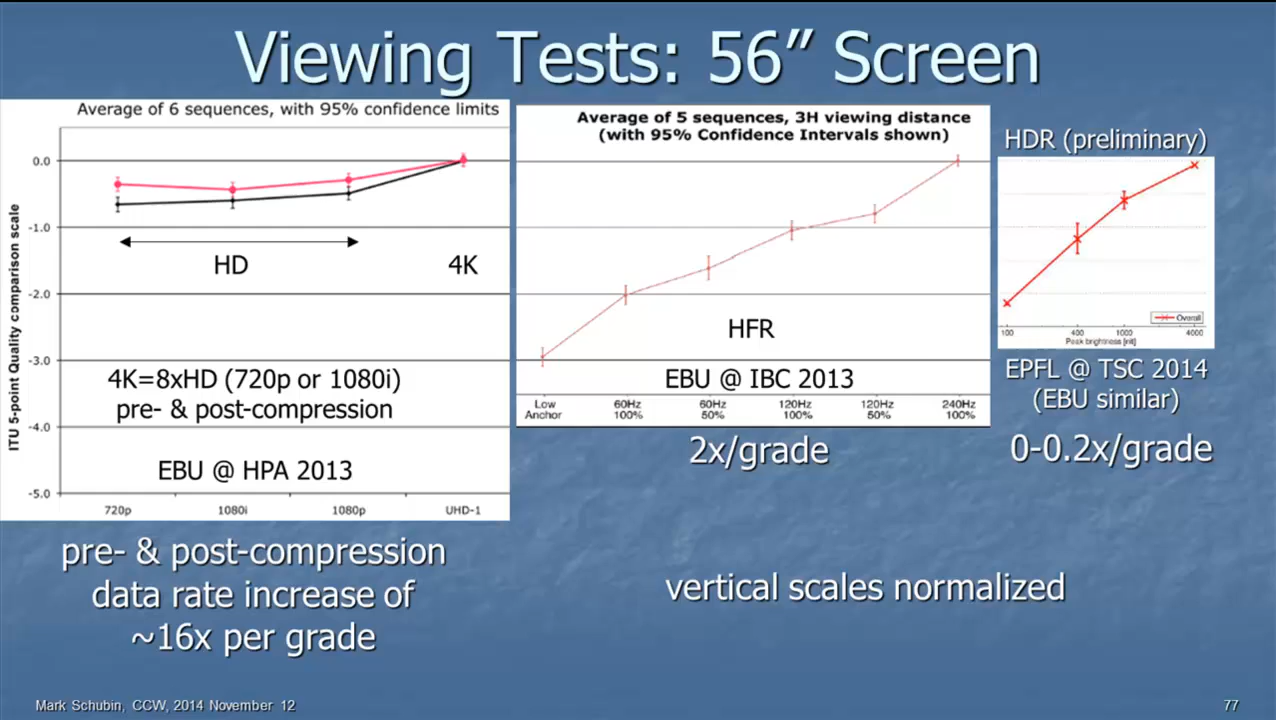 Viewing Tests: 56” Screen
Average of 6 sequences, with 95% confidence limits
ITU 5-point Quality comparison scale
0.0
-1.0
-2.0
-3.0
-4.0
-5.0
HD
4K
4K=8xHD (720p or 1080i)
pre- & post-compression
EBU @ HPA 2013
720p 1080i 1080p UHD-1
pre- & post-compression
data rate increase of
~16x per grade
Average of 5 sequences, 3H viewing distance
(with 95% Confidence Intervals shown)
HFR
EBU @ IBC 2013
Low Anchor
60Hz 100%
60Hz 50%
120Hz 100%
120Hz 50%
240Hz 100%
2x/grade
HDR (preliminary)
Overall
100 400 1000 4000
Peak brightness [nit]
EPFL @ TSC 2014
(EBU similar)
0-0.2x/grade
vertical scales normalized
Mark Schubin, CCW, 2014 November 12
77